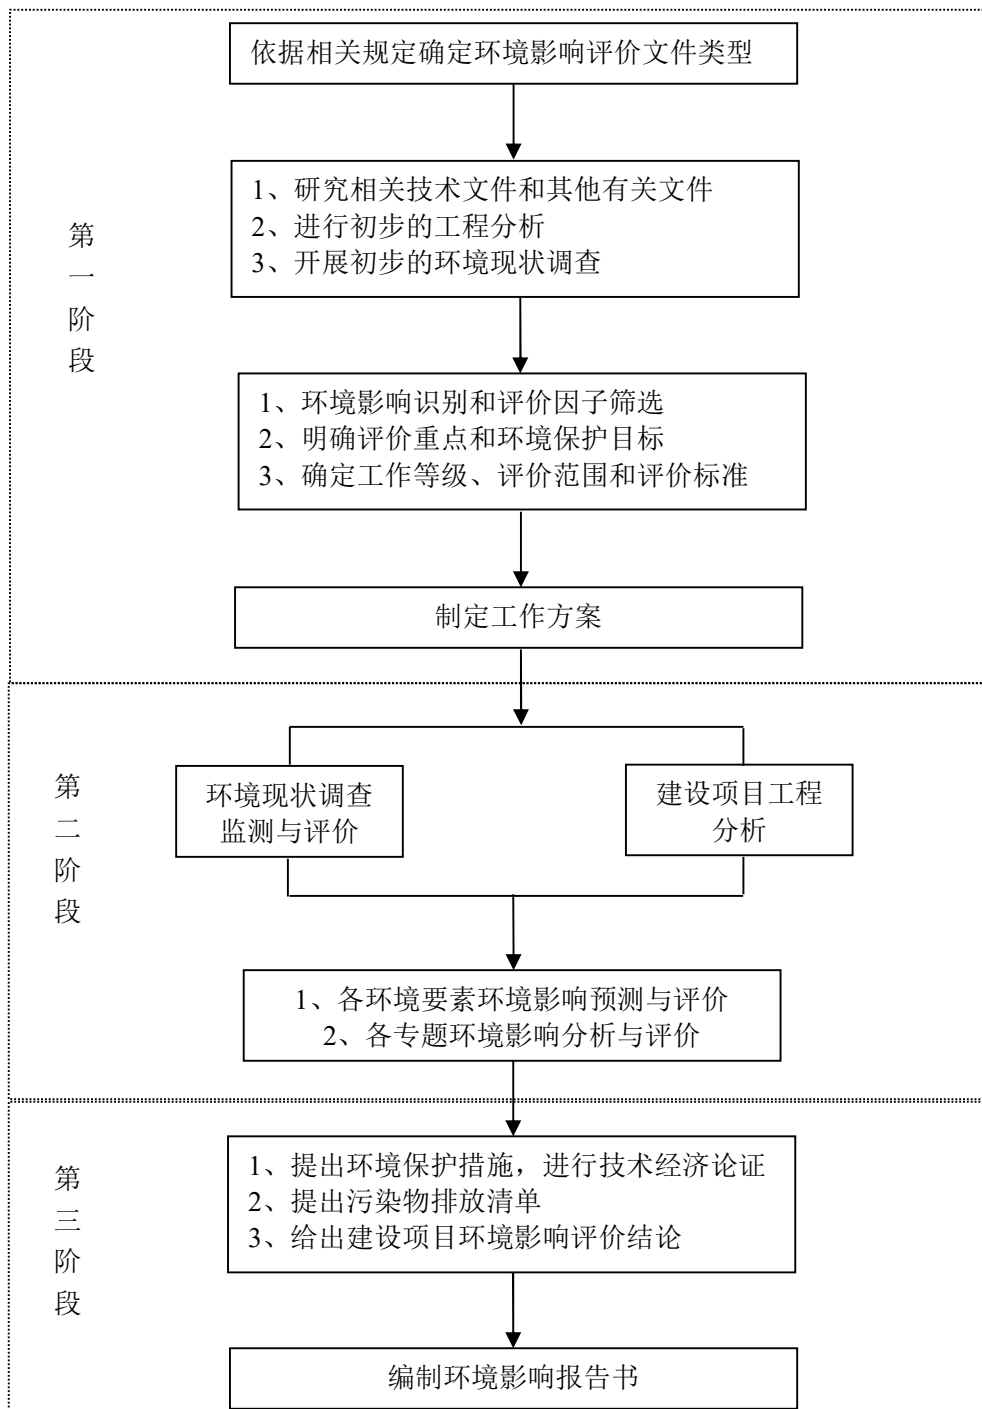 依据相关规定确定环境影响评价文件类型
第
一
阶
段
1、研究相关技术文件和其他有关文件
2、进行初步的工程分析
3、开展初步的环境现状调查
1、环境影响识别和评价因子筛选
2、明确评价重点和环境保护目标
3、确定工作等级、评价范围和评价标准
制定工作方案
第
二
阶
段
环境现状调查
监测与评价
建设项目工程
分析
1、各环境要素环境影响预测与评价
2、各专题环境影响分析与评价
第
三
阶
段
1、提出环境保护措施，进行技术经济论证
2、提出污染物排放清单
3、给出建设项目环境影响评价结论
编制环境影响报告书